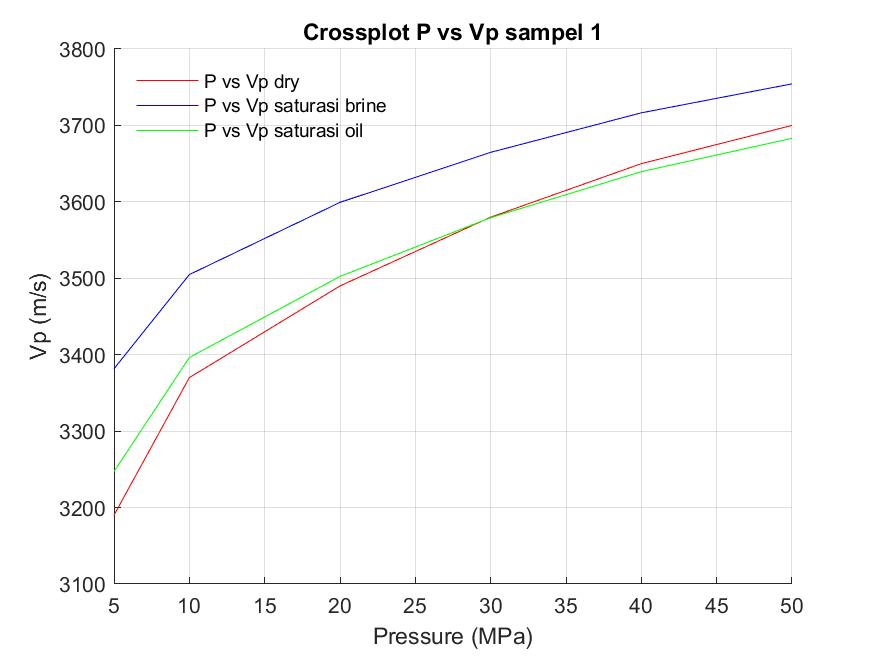 Crossplot P vs Vp sampel 1
3800
P vs Vp dry
P vs Vp saturasi brine
P vs Vp saturasi oil
3700
3600
3500
3400
3300
3200
3100
Vp (m/s)
5 10 15 20 25 30 35 40 45 50
Pressure (MPa)